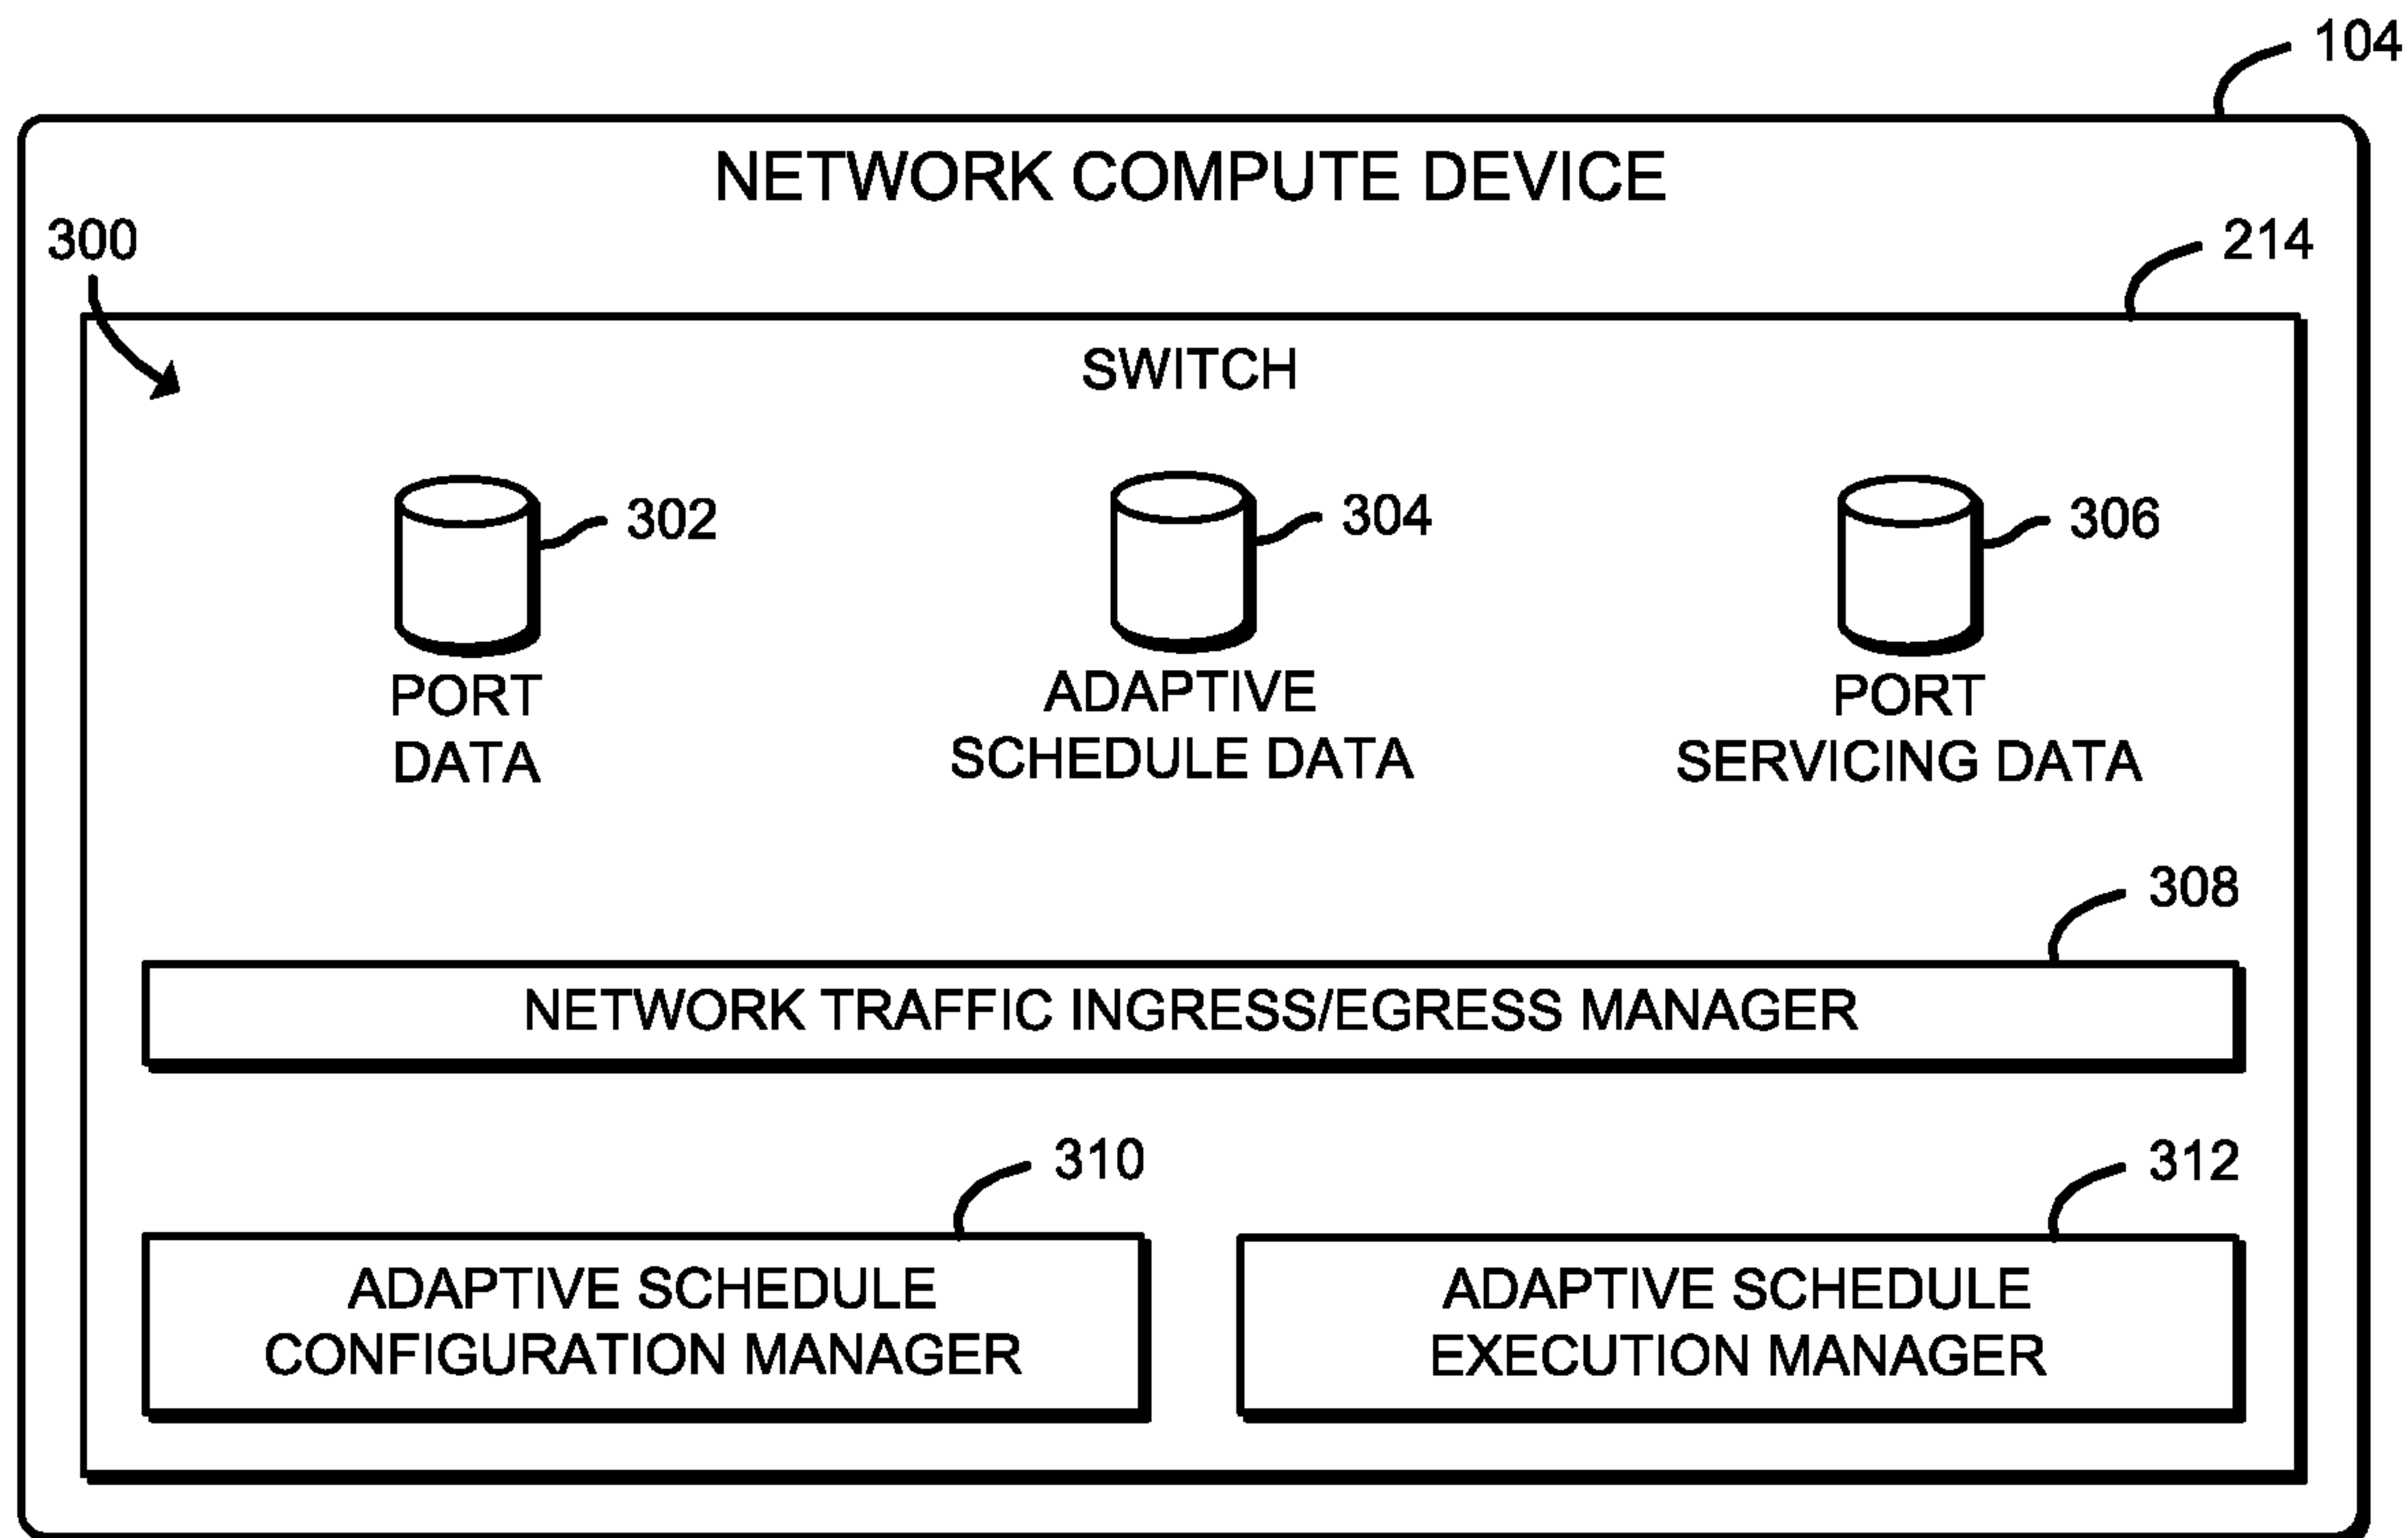 104
NETWORK COMPUTE DEVICE
300
214
SWITCH
302
304
306
PORT
DATA
ADAPTIVE
SCHEDULE DATA
PORT
SERVICING DATA
308
NETWORK TRAFFIC INGRESS/EGRESS MANAGER
310
312
ADAPTIVE SCHEDULE
CONFIGURATION MANAGER
ADAPTIVE SCHEDULE
EXECUTION MANAGER